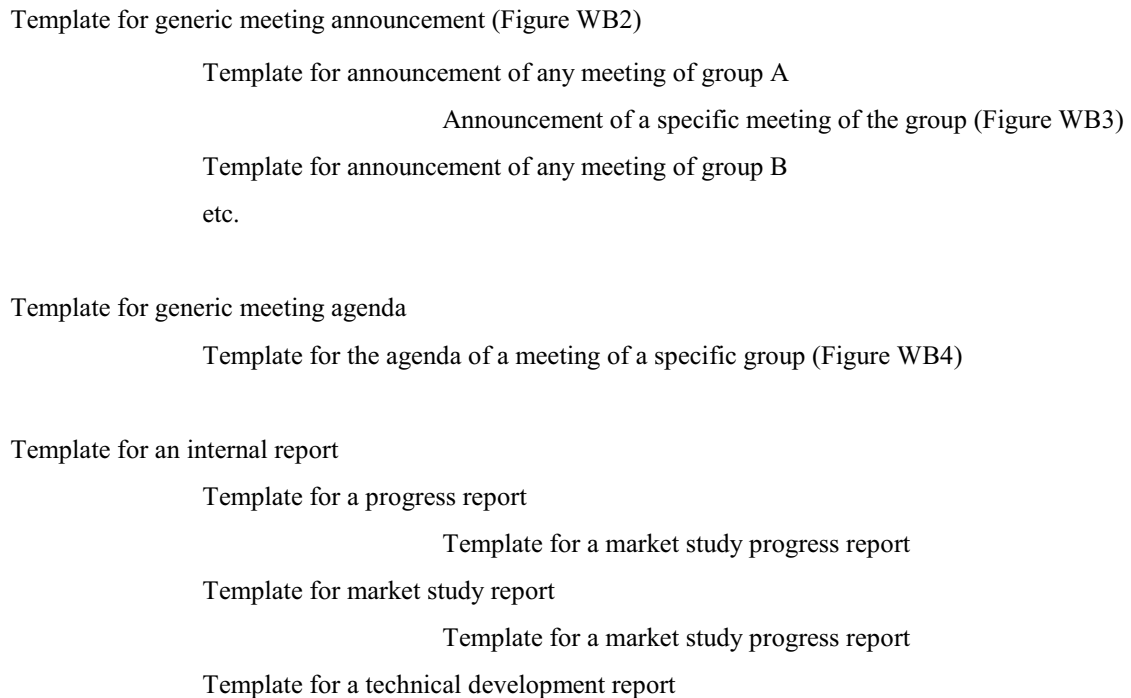 Template for generic meeting announcement (Figure WB2)
Template for announcement of any meeting of group A
Announcement of a specific meeting of the group (Figure WB3)
Template for announcement of any meeting of group B
etc.
Template for generic meeting agenda
Template for the agenda of a meeting of a specific group (Figure WB4)
Template for an internal report
Template for a progress report
Template for a market study progress report
Template for market study report
Template for a market study progress report
Template for a technical development report